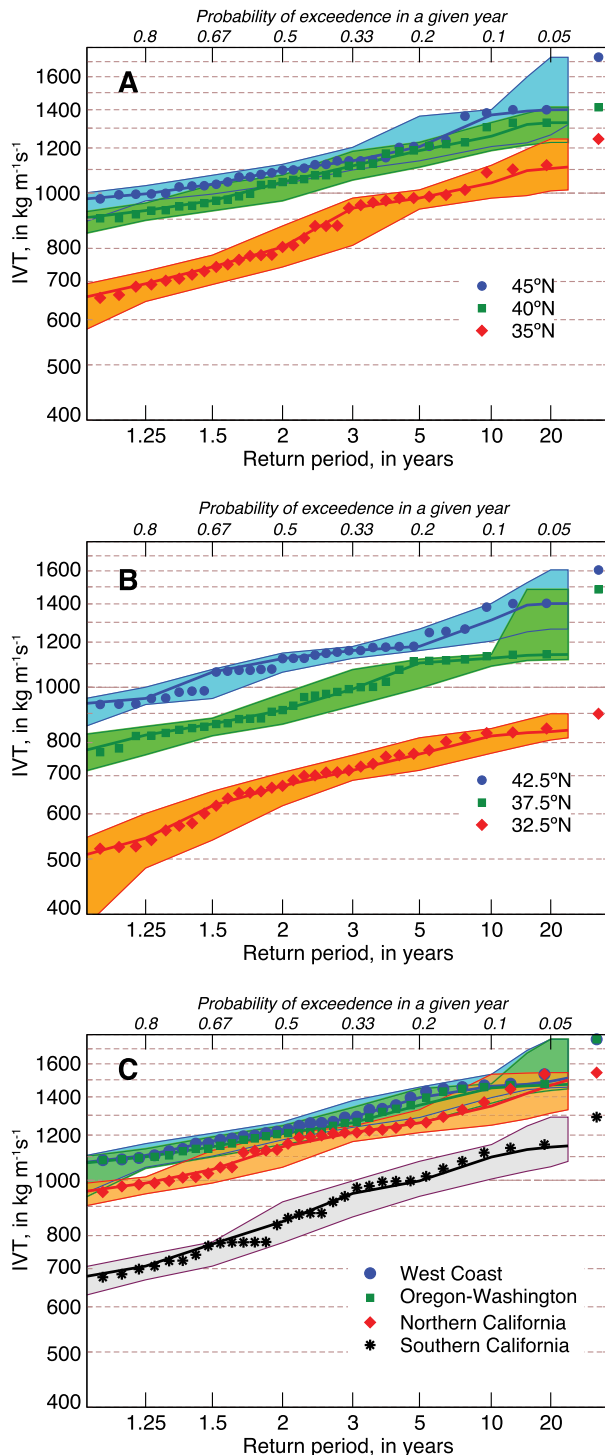 Probability of exceedence in a given year
0.8 0.67 0.5 0.33 0.2 0.1 0.05
A
1600
1400
1200
1000
800
700
600
500
400
IVT, in kg m⁻¹s⁻¹
45ºN
40ºN
35ºN
1.25 1.5 2 3 5 10 20
Return period, in years
Probability of exceedence in a given year
0.8 0.67 0.5 0.33 0.2 0.1 0.05
B
1600
1400
1200
1000
800
700
600
500
400
IVT, in kg m⁻¹s⁻¹
42.5ºN
37.5ºN
32.5ºN
1.25 1.5 2 3 5 10 20
Return period, in years
Probability of exceedence in a given year
0.8 0.67 0.5 0.33 0.2 0.1 0.05
C
1600
1400
1200
1000
800
700
600
500
400
IVT, in kg m⁻¹s⁻¹
West Coast
Oregon-Washington
Northern California
Southern California
1.25 1.5 2 3 5 10 20
Return period, in years